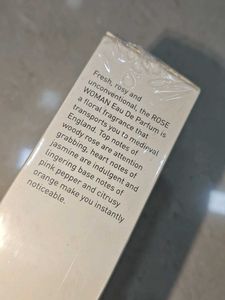 Fresh, rosy and
unconventional, the ROSE
WOMAN Eau De Parfum is
a floral fragrance that
transports you to medieval
England. Top notes of
woody rose are attention
grabbing, heart notes of
jasmine are indulgent and
lingering base notes of
pink pepper and citrusy
orange make you instantly
noticeable.